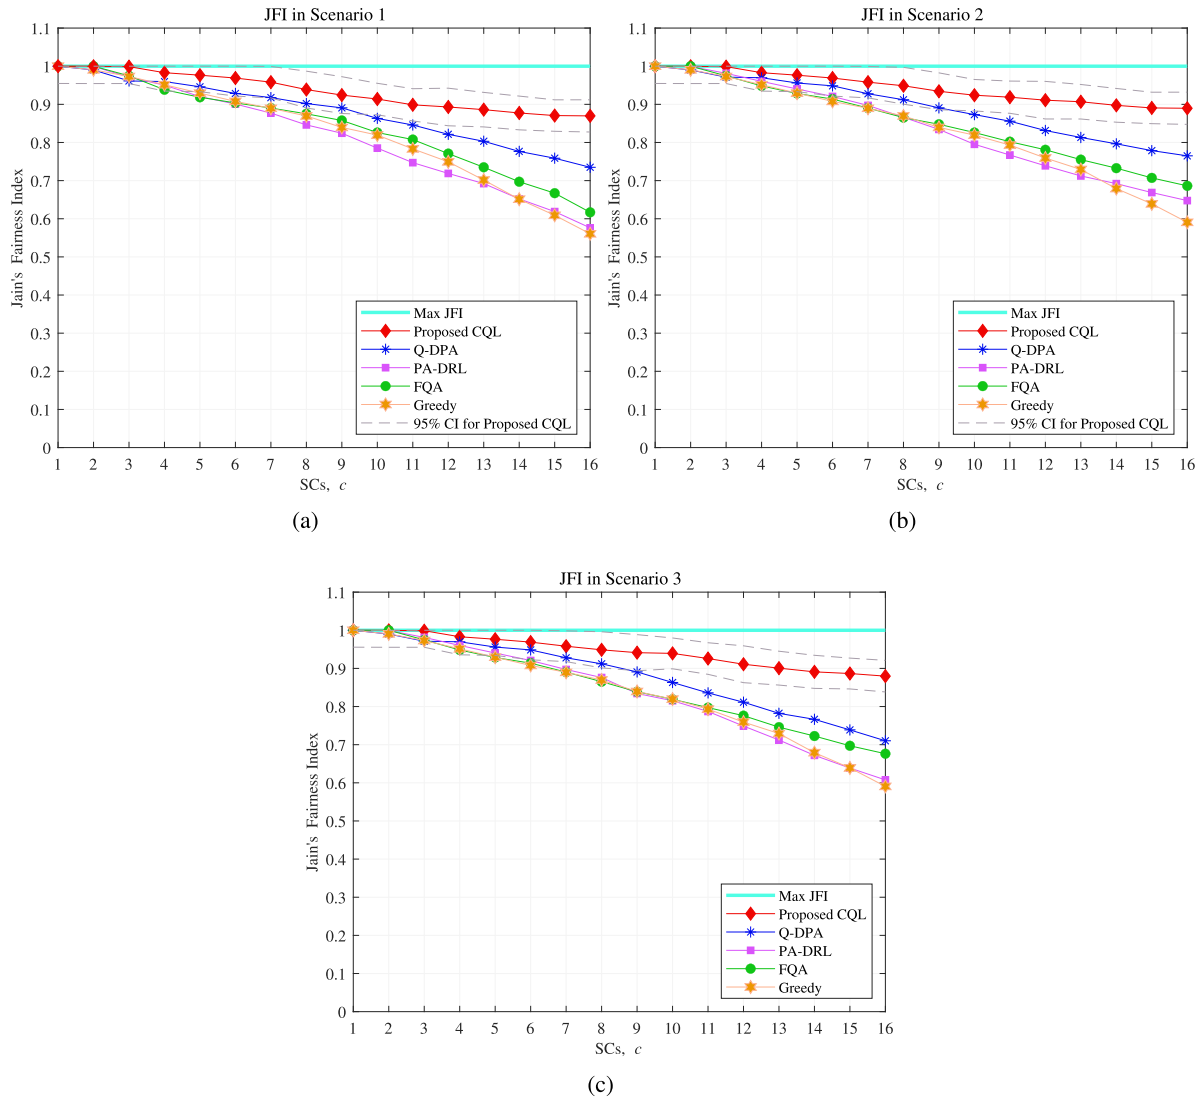 JFI in Scenario 1
1.1
1
0.9
0.8
0.7
0.6
0.5
0.4
0.3
0.2
0.1
0
Jain's Fairness Index
Max JFI
Proposed CQL
Q-DPA
PA-DRL
FQA
Greedy
95% CI for Proposed CQL
1 2 3 4 5 6 7 8 9 10 11 12 13 14 15 16
SCs, c
(a)
JFI in Scenario 2
1.1
1
0.9
0.8
0.7
0.6
0.5
0.4
0.3
0.2
0.1
0
Jain's Fairness Index
Max JFI
Proposed CQL
Q-DPA
PA-DRL
FQA
Greedy
95% CI for Proposed CQL
1 2 3 4 5 6 7 8 9 10 11 12 13 14 15 16
SCs, c
(b)
JFI in Scenario 3
1.1
1
0.9
0.8
0.7
0.6
0.5
0.4
0.3
0.2
0.1
0
Jain's Fairness Index
Max JFI
Proposed CQL
Q-DPA
PA-DRL
FQA
Greedy
1 2 3 4 5 6 7 8 9 10 11 12 13 14 15 16
SCs, c
(c)